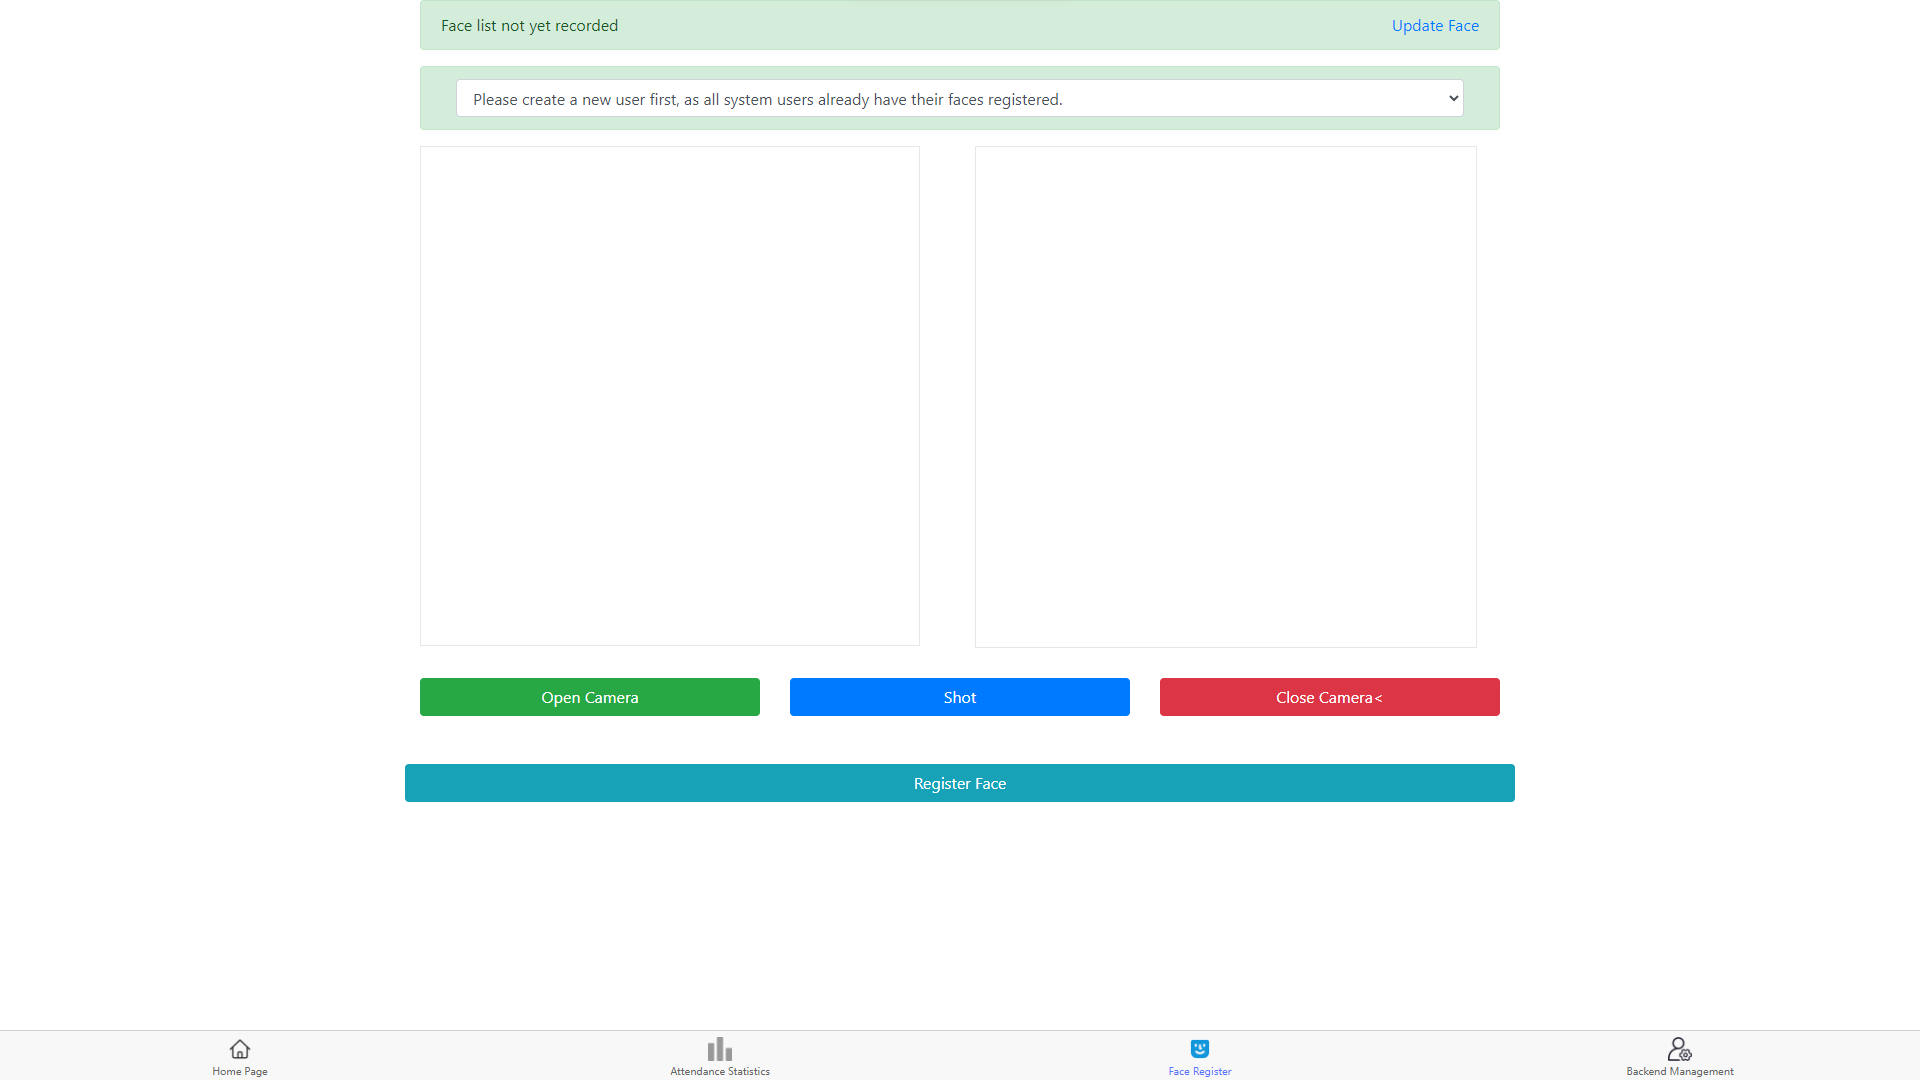 Face list not yet recorded
Update Face
Please create a new user first, as all system users already have their faces registered.
Open Camera
Shot
Close Camera<
Register Face
Home Page
Attendance Statistics
Face Register
Backend Management